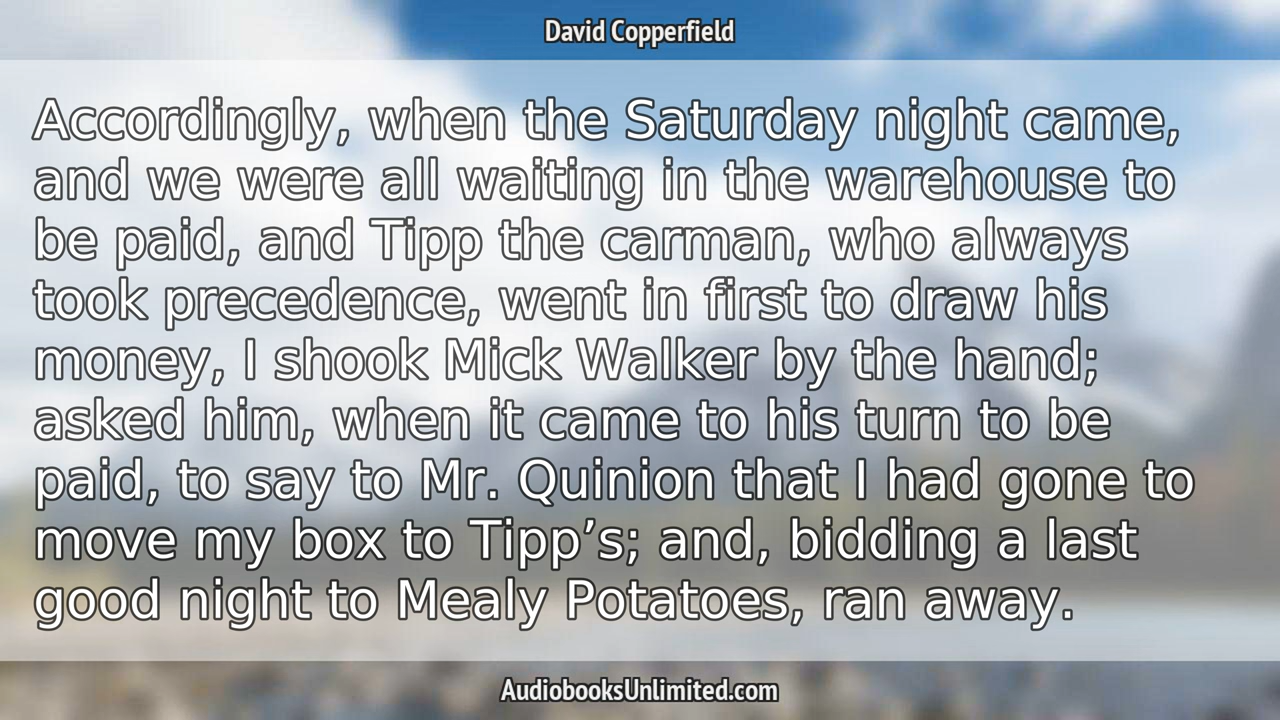 David Copperfield
Accordingly, when the Saturday night came,
and we were all waiting in the warehouse to
be paid, and Tipp the carman, who always
took precedence, went in first to draw his
money, I shook Mick Walker by the hand;
asked him, when it came to his turn to be
paid, to say to Mr. Quinion that I had gone to
move my box to Tipp’s; and, bidding a last
good night to Mealy Potatoes, ran away.
AudiobooksUnlimited.com